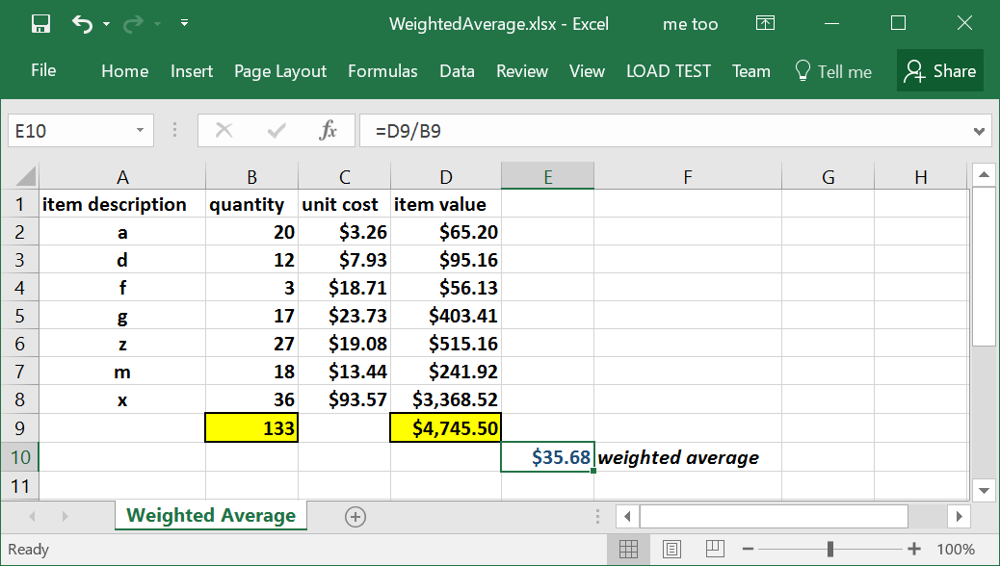 WeightedAverage.xlsx - Excel me too
File Home Insert Page Layout Formulas Data Review View LOAD TEST Team Tell me Share
E10 fx =D9/B9
A B C D E F G H
1 item description quantity unit cost item value
2 a 20 $3.26 $65.20
3 d 12 $7.93 $95.16
4 f 3 $18.71 $56.13
5 g 17 $23.73 $403.41
6 z 27 $19.08 $515.16
7 m 18 $13.44 $241.92
8 x 36 $93.57 $3,368.52
9 133 $4,745.50
10 $35.68 weighted average
11
Weighted Average
Ready 100%